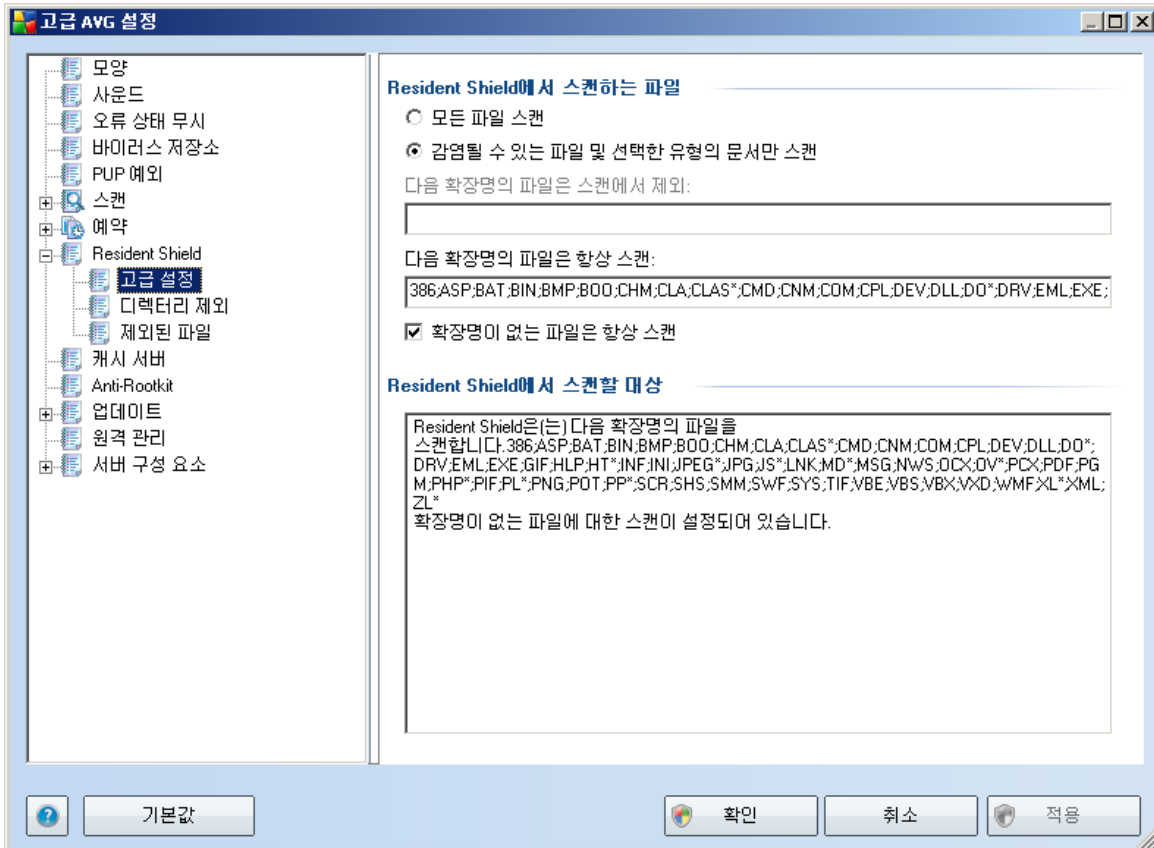 고급 AVG 설정
모양
사운드
오류 상태 무시
바이러스 저장소
PUP 예외
스캔
예약
Resident Shield
고급 설정
디렉터리 제외
제외된 파일
캐시 서버
Anti-Rootkit
업데이트
원격 관리
서버 구성 요소
Resident Shield에서 스캔하는 파일
모든 파일 스캔
감염될 수 있는 파일 및 선택한 유형의 문서만 스캔
다음 확장명의 파일은 스캔에서 제외:
다음 확장명의 파일은 항상 스캔:
386;ASP;BAT;BIN;BMP;BOO;CHM;CLA;CLAS*;CMD;CNM;COM;CPL;DEV;DLL;DO*;DRV;EML;EXE;
확장명이 없는 파일은 항상 스캔
Resident Shield에서 스캔할 대상
Resident Shield은(는) 다음 확장명의 파일을
스캔합니다.386;ASP;BAT;BIN;BMP;BOO;CHM;CLA;CLAS*;CMD;CNM;COM;CPL;DEV;DLL;DO*;
DRV;EML;EXE;GIF;HLP;HT*;INF;INI;JPEG*;JPG;JS*;LNK;MD*;MSG;NWS;OCX;OV*;PCX;PDF;PG
M;PHP*;PIF;PL*;PNG;POT;PP*;SCR;SHS;SMM;SWF;SYS;TIF;VBE;VBS;VBX;VXD;WMF;XL*;XML;
ZL*
확장명이 없는 파일에 대한 스캔이 설정되어 있습니다.
기본값
확인
취소
적용